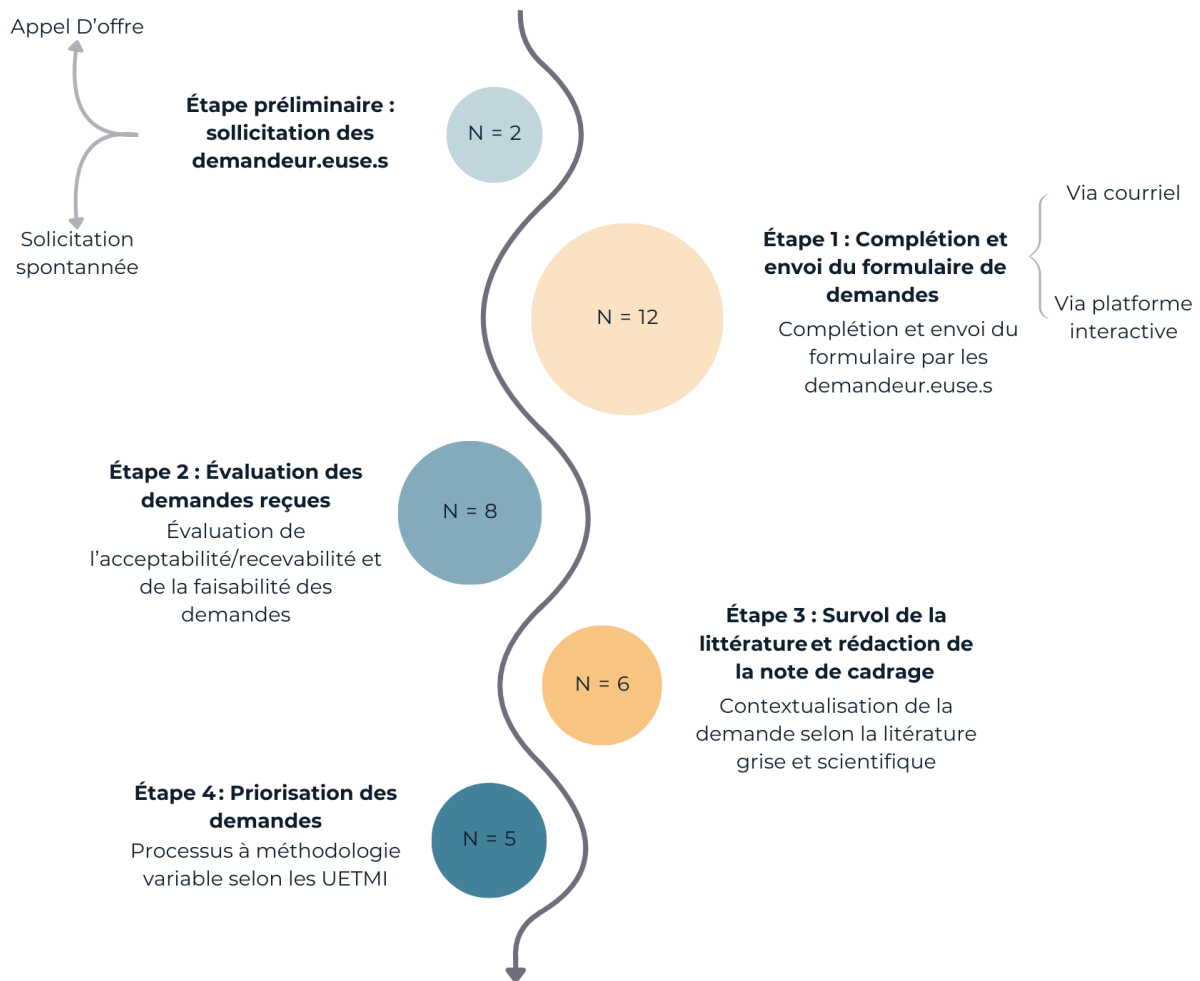 Appel D’offre
Étape préliminaire :
sollicitation des
demandeur.euse.s
N = 2
Solicitation
spontannée
Étape 1 : Complétion et
envoi du formulaire de
demandes
Complétion et envoi du
formulaire par les
demandeur.euse.s
Via courriel
Via platforme
interactive
N = 12
Étape 2 : Évaluation des
demandes reçues
Évaluation de
l’acceptabilité/recevabilité et
de la faisabilité des
demandes
N = 8
Étape 3 : Survol de la
littérature et rédaction de
la note de cadrage
Contextualisation de la
demande selon la litérature
grise et scientifique
N = 6
Étape 4 : Priorisation des
demandes
Processus à méthodologie
variable selon les UETMI
N = 5